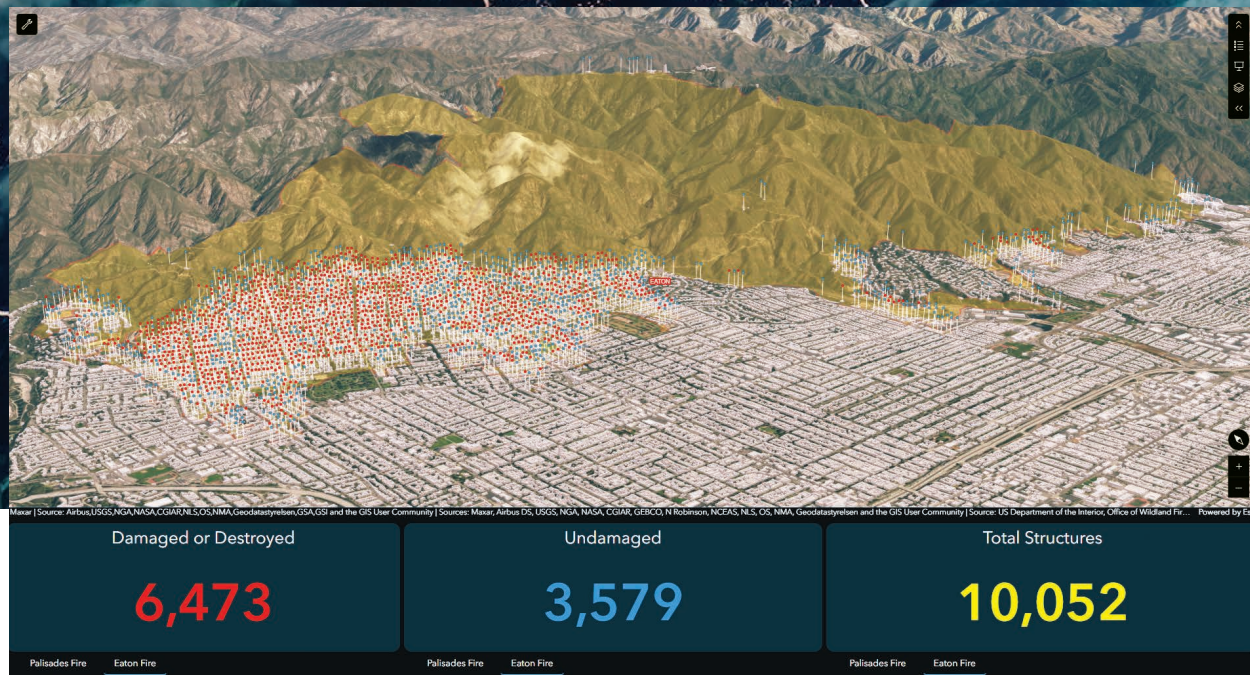 EATON
Maxar | Source: Airbus,USGS,NGA,NASA,CGIAR,NLS,OS,NMA,Geodatastyrelsen,GSA,GSI and the GIS User Community | Sources: Maxar, Airbus DS, USGS, NGA, NASA, CGIAR, GEBCO, N Robinson, NCEAS, NLS, OS, NMA, Geodatastyrelsen and the GIS User Community | Source: US Department of the Interior, Office of Wildland Fir... Powered by Es
Damaged or Destroyed
6,473
Palisades Fire Eaton Fire
Undamaged
3,579
Palisades Fire Eaton Fire
Total Structures
10,052
Palisades Fire Eaton Fire